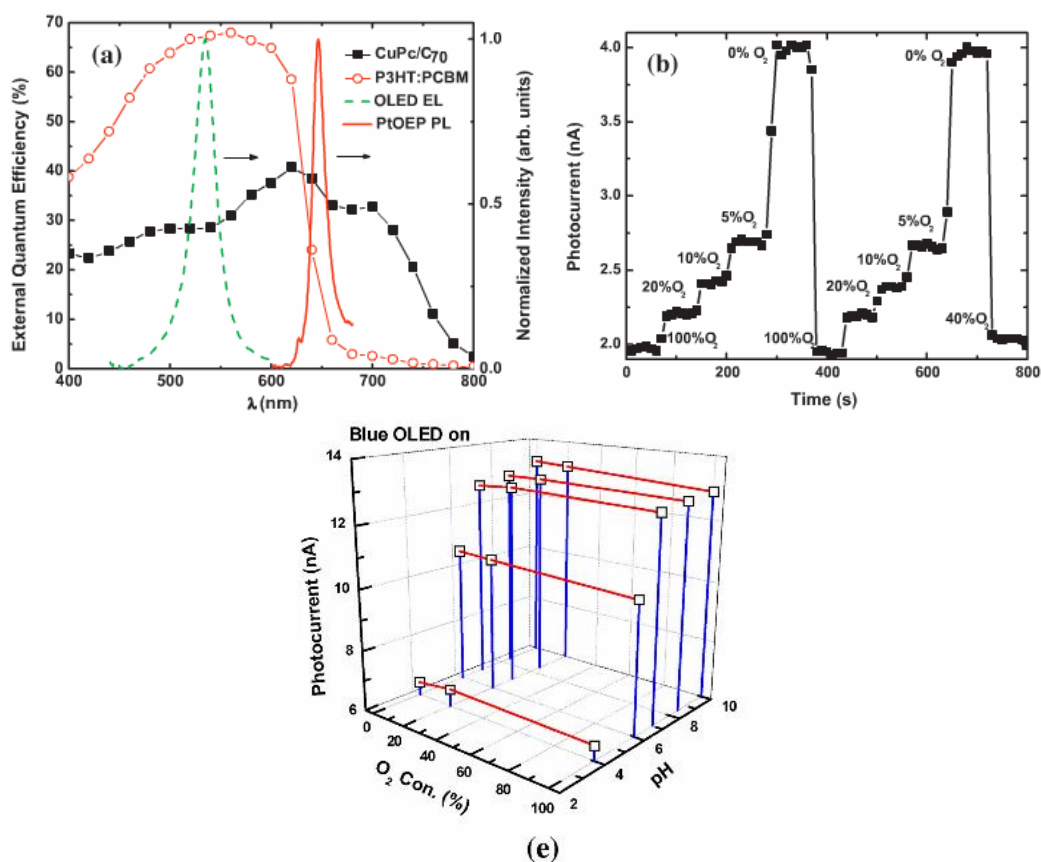 (a)
CuPc/C70
P3HT:PCBM
OLED EL
PtOEP PL
External Quantum Efficiency (%)
70
60
50
40
30
20
10
0
400 500 600 700 800
λ (nm)
1.0
0.5
0.0
Normalized Intensity (arb. units)
(b)
Photocurrent (nA)
4.0
3.5
3.0
2.5
2.0
0% O2
0% O2
5%O2
5%O2
10%O2
10%O2
20%O2
20%O2
100%O2
100%O2
40%O2
0 200 400 600 800
Time (s)
Blue OLED on
Photocurrent (nA)
14
12
10
8
6
0
20
40
60
80
100
O2 Con. (%)
2
4
6
8
10
pH
(e)